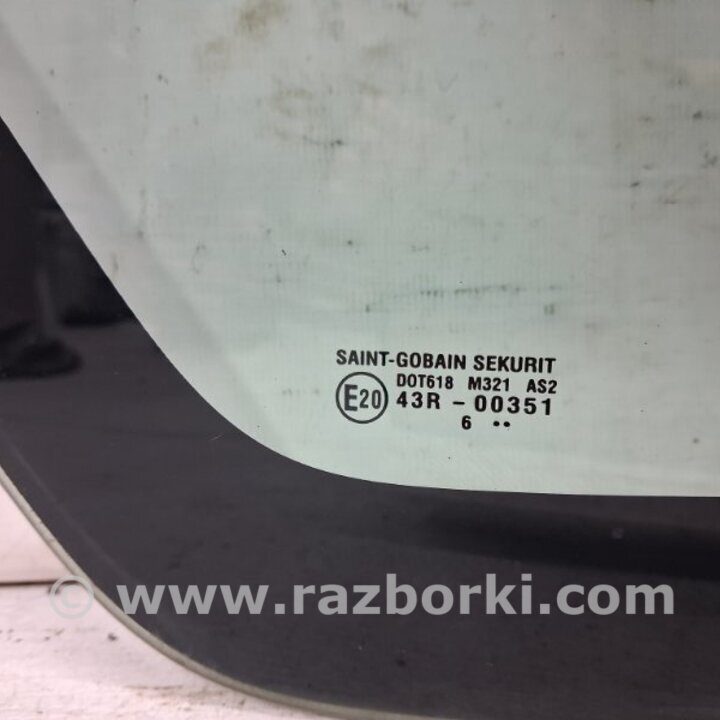 SAINT-GOBAIN SEKURIT
DOT618 M321 AS2
E20 43R - 00351
6 ••
© www.razborki.com